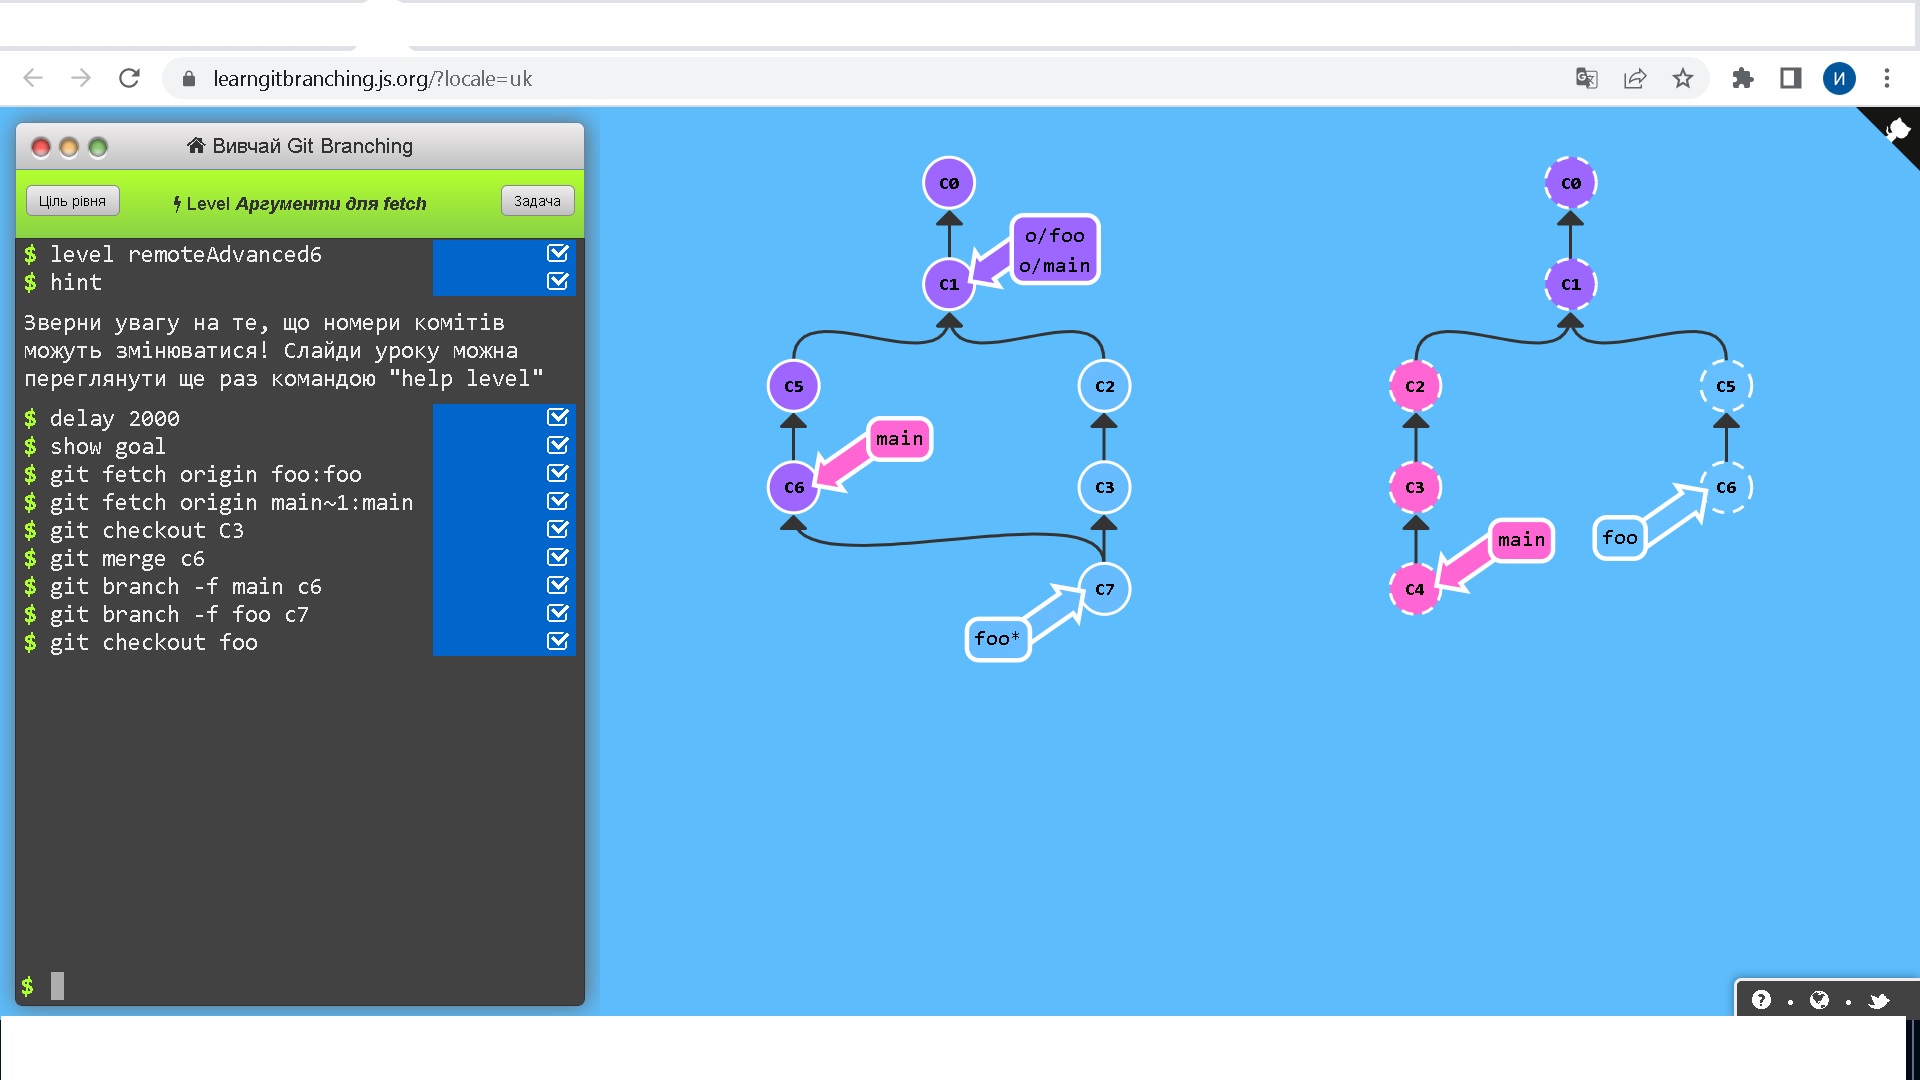 learngitbranching.js.org/?locale=uk
И
Вивчай Git Branching
Ціль рівня
Level Аргументи для fetch
Задача
$ level remoteAdvanced6
$ hint
Зверни увагу на те, що номери комітів
можуть змінюватися! Слайди уроку можна
переглянути ще раз командою "help level"
$ delay 2000
$ show goal
$ git fetch origin foo:foo
$ git fetch origin main~1:main
$ git checkout C3
$ git merge c6
$ git branch -f main c6
$ git branch -f foo c7
$ git checkout foo
$
C0
o/foo
o/main
C1
C5
C2
main
C6
C3
C7
foo*
C0
C1
C2
C5
C3
C6
foo
main
C4